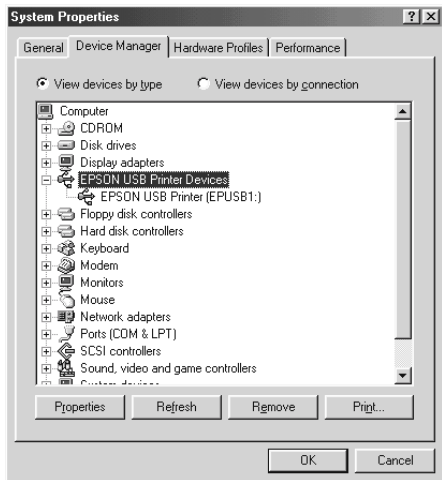 System Properties
General Device Manager Hardware Profiles Performance
View devices by type View devices by connection
Computer
CDROM
Disk drives
Display adapters
EPSON USB Printer Devices
EPSON USB Printer (EPUSB1:)
Floppy disk controllers
Hard disk controllers
Keyboard
Modem
Monitors
Mouse
Network adapters
Ports (COM & LPT)
SCSI controllers
Sound, video and game controllers
System devices
Properties Refresh Remove Print...
OK Cancel